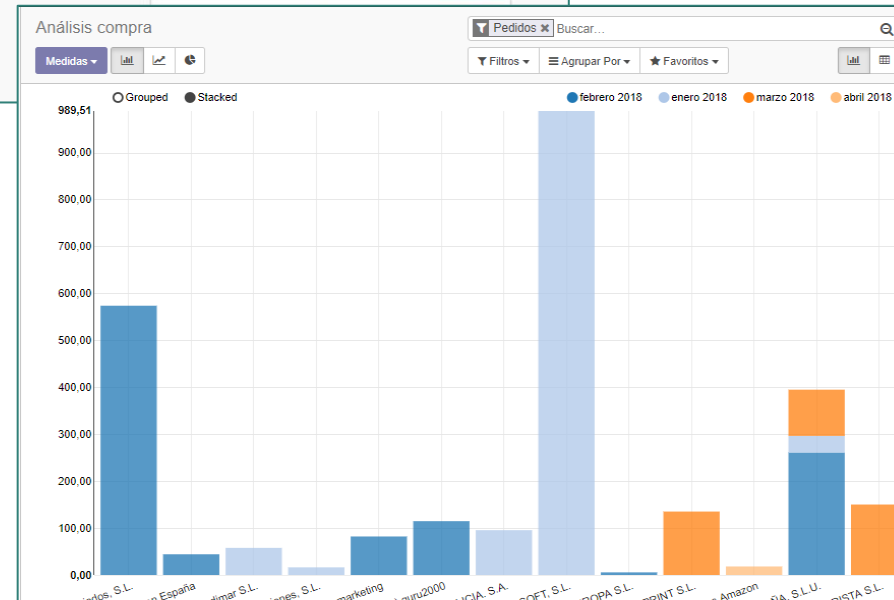 Análisis compra
Pedidos ✖ Buscar...
Medidas
Filtros Agrupar Por Favoritos
Grouped Stacked
febrero 2018 enero 2018 marzo 2018 abril 2018
989,51
900,00
800,00
700,00
600,00
500,00
400,00
300,00
200,00
100,00
0,00
S.L. España S.L. S.L. marketing guru2000 S.A. S.L. S.L. S.L. Amazon S.L.U. S.L.